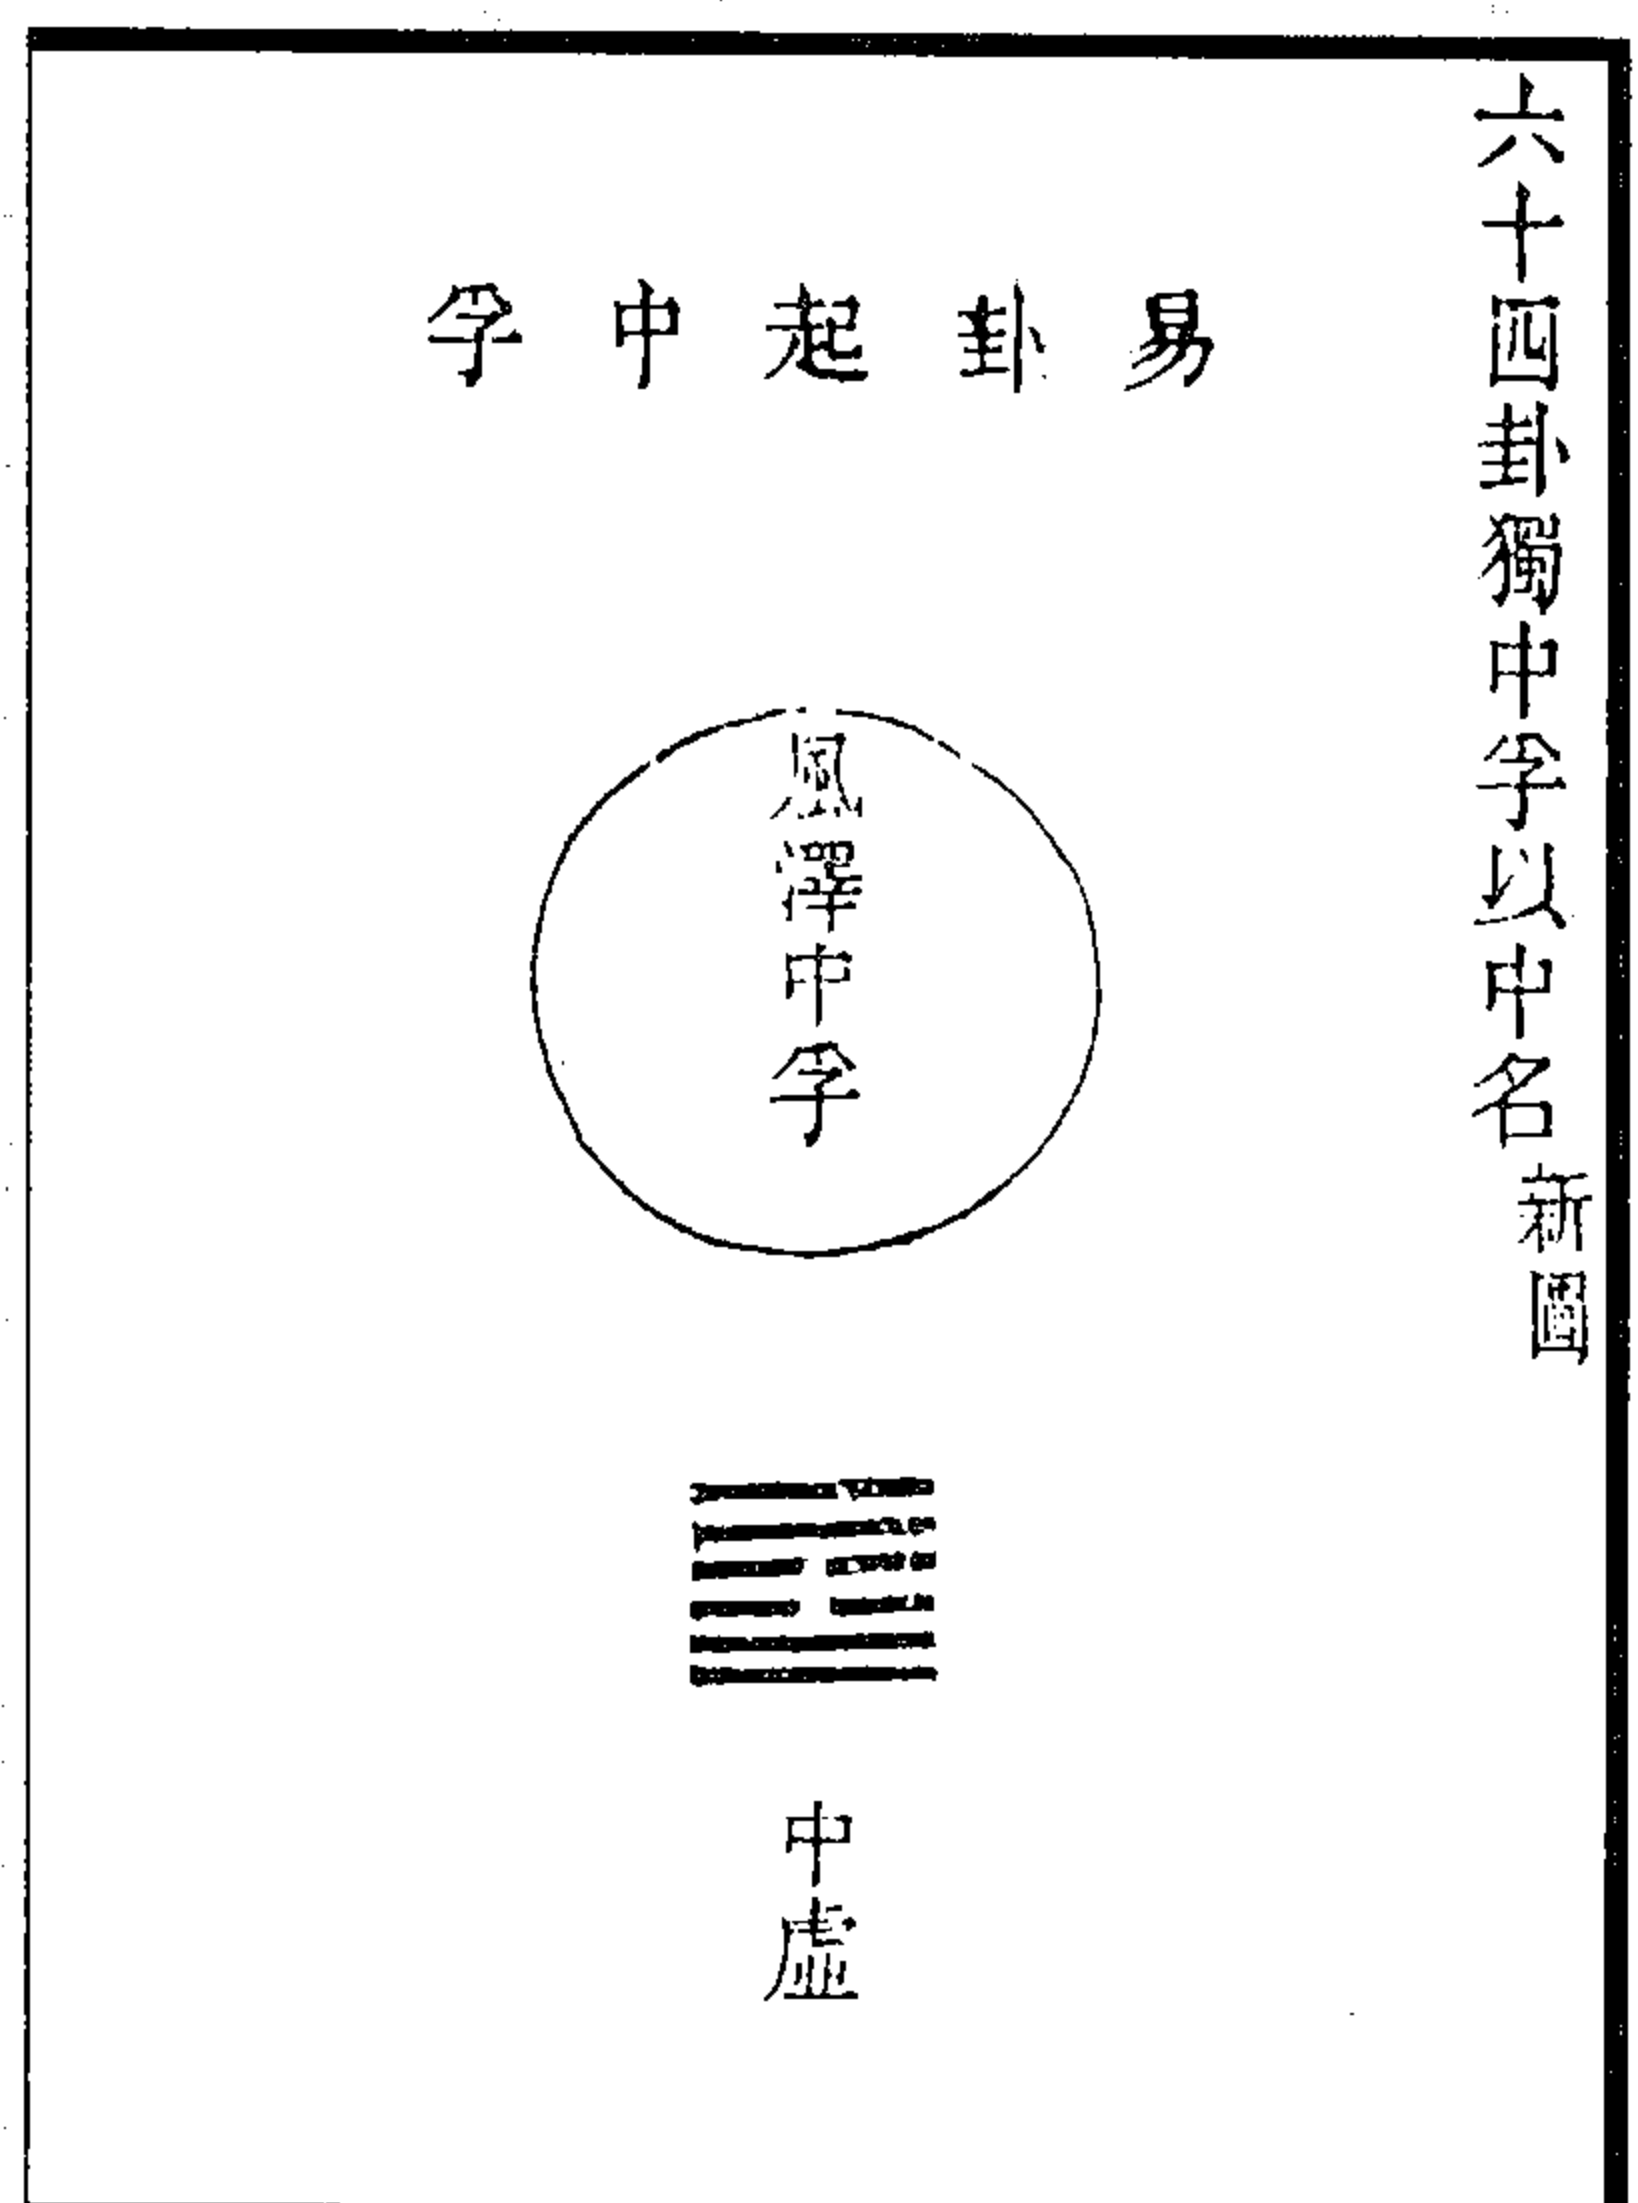 六十四卦獨中孚以中名新圖
易卦起中孚
風澤中孚
中虛